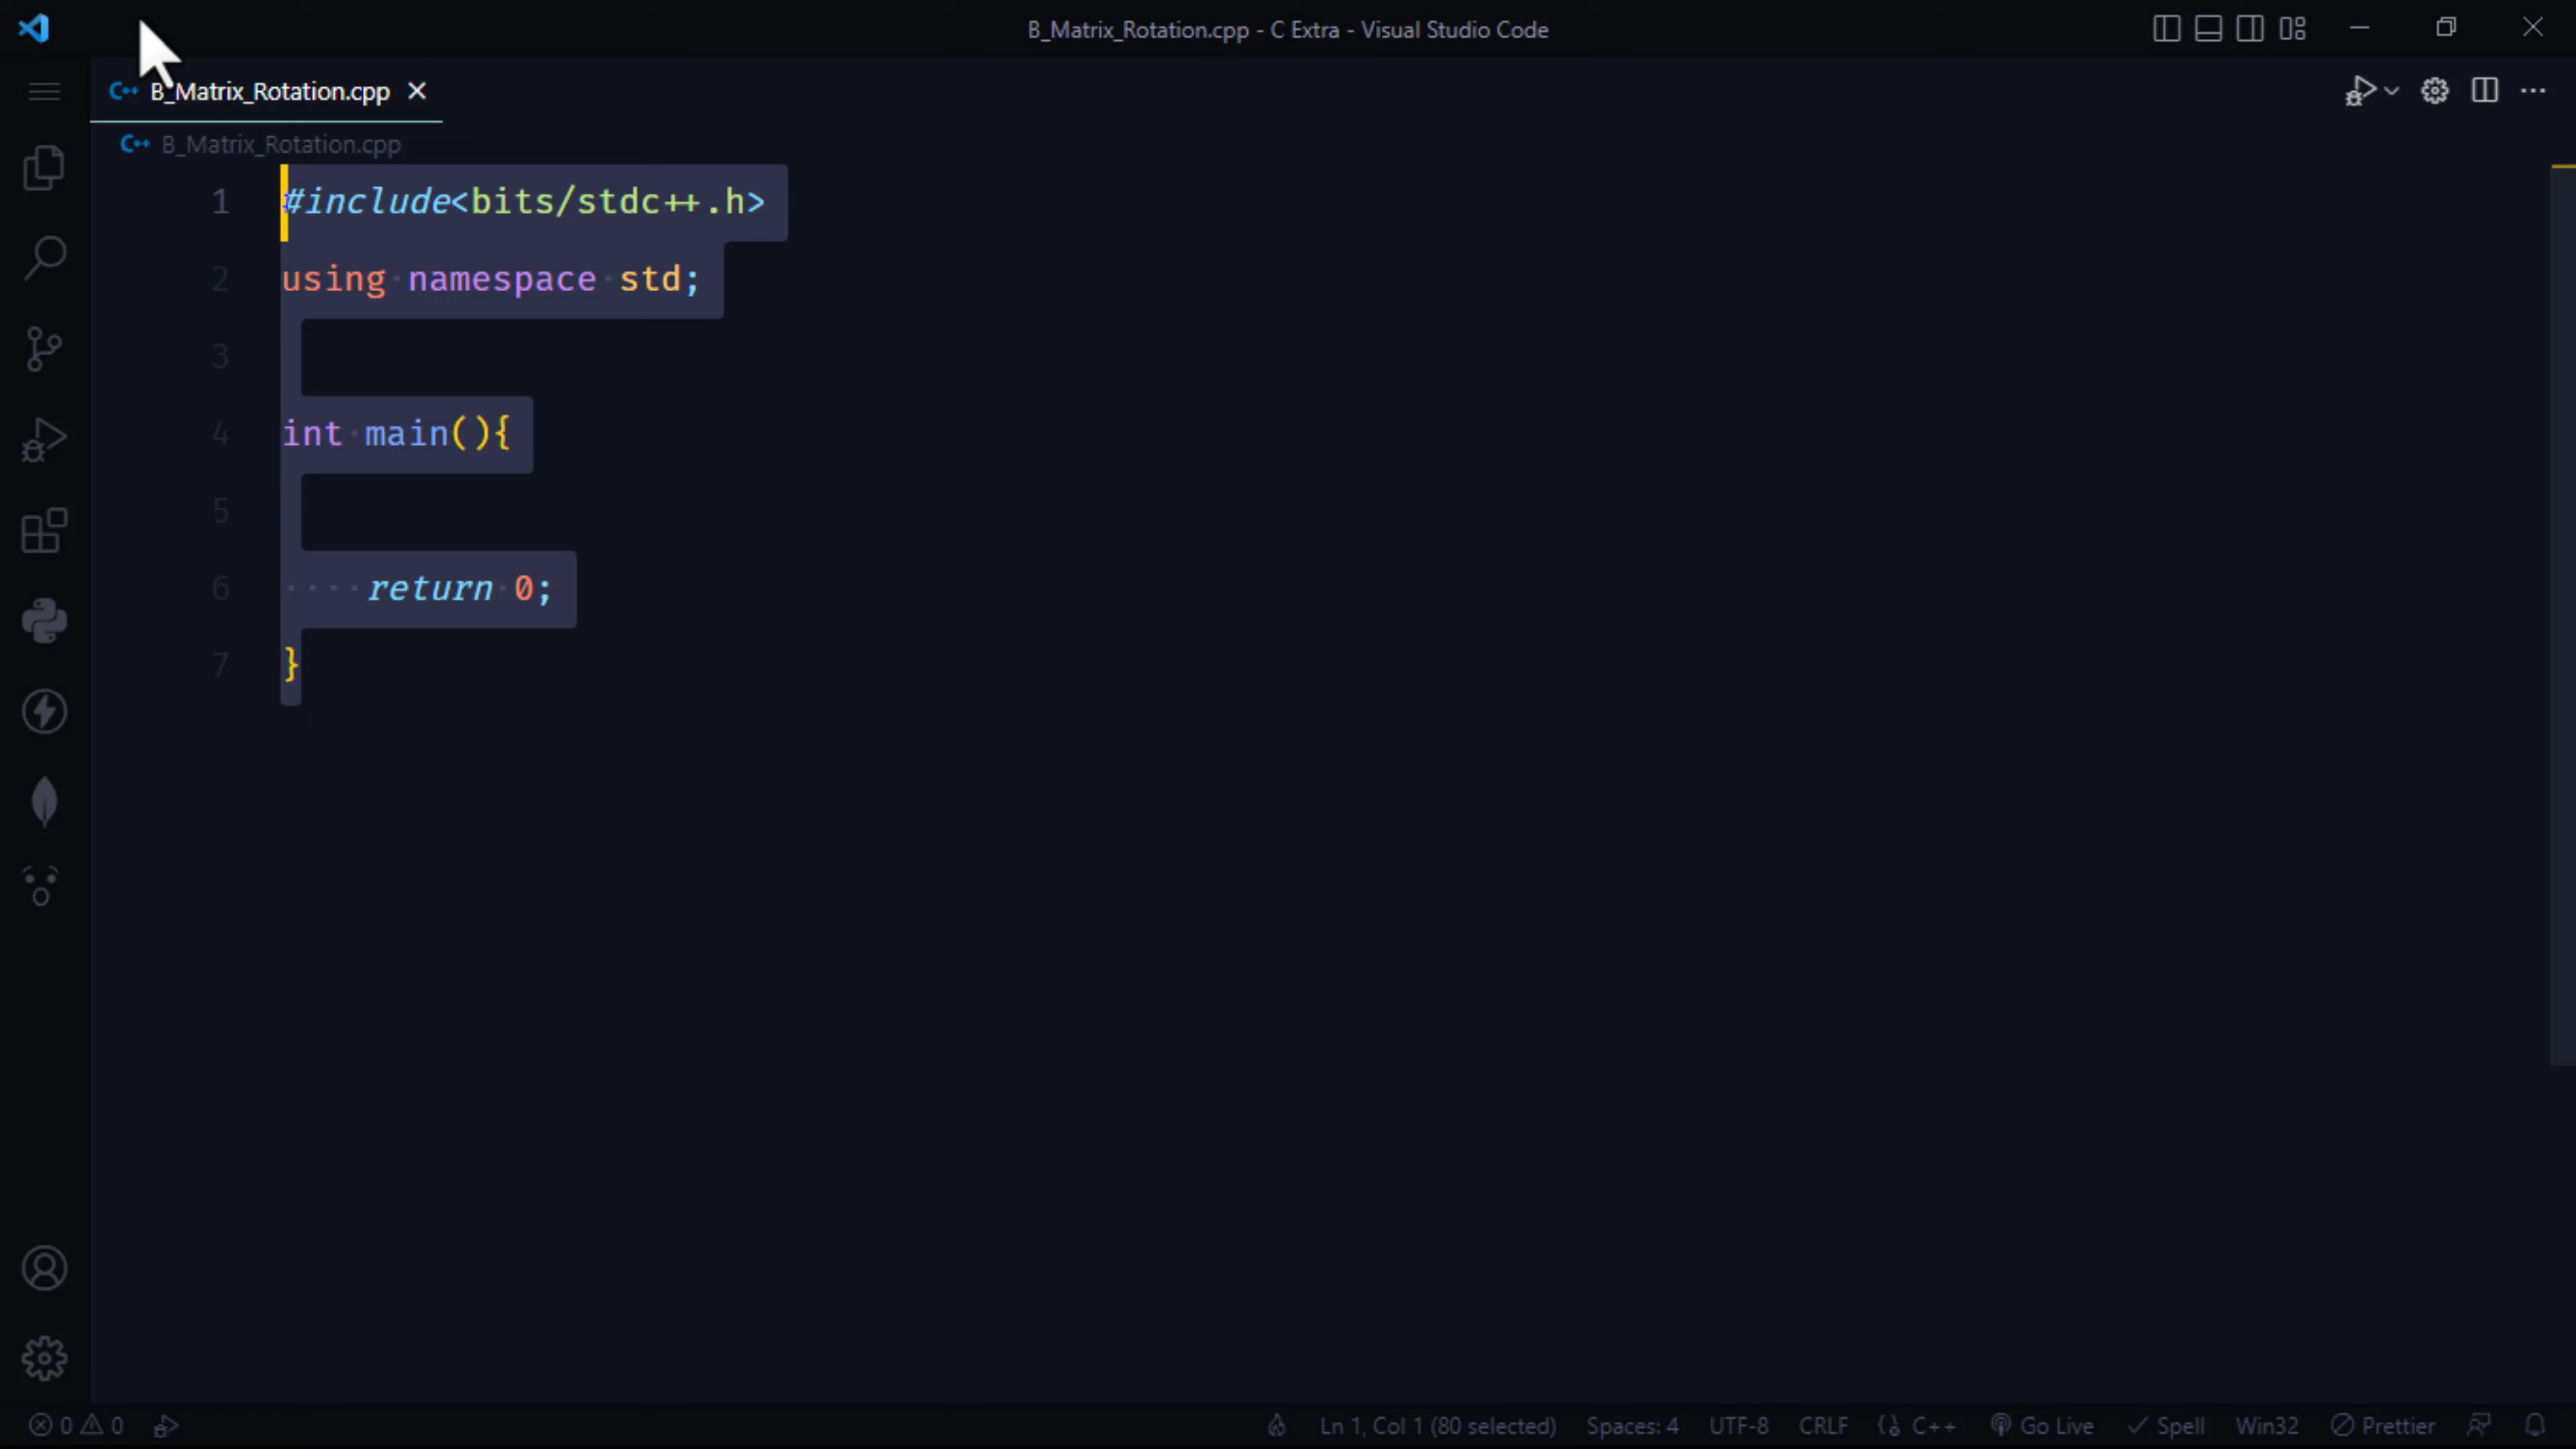 B_Matrix_Rotation.cpp - C Extra - Visual Studio Code
B_Matrix_Rotation.cpp
B_Matrix_Rotation.cpp
1 #include<bits/stdc++.h>
2 using namespace std;
3
4 int main(){
5
6     return 0;
7 }
0 0 Ln 1, Col 1 (80 selected) Spaces: 4 UTF-8 CRLF {} C++ Go Live Spell Win32 Prettier